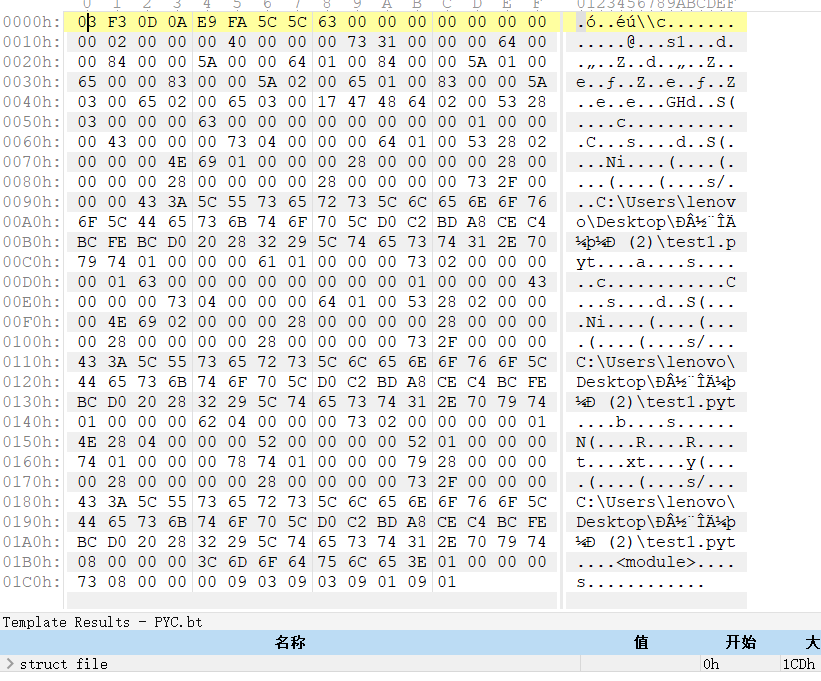 0 1 2 3 4 5 6 7 8 9 A B C D E F 0123456789ABCDEF
0000h: 03 F3 0D 0A E9 FA 5C 5C 63 00 00 00 00 00 00 00 .ó..éú\\c.......
0010h: 00 02 00 00 00 40 00 00 00 73 31 00 00 00 64 00 .....@...s1...d.
0020h: 00 84 00 00 5A 00 00 64 01 00 84 00 00 5A 01 00 .„..Z..d..„..Z..
0030h: 65 00 00 83 00 00 5A 02 00 65 01 00 83 00 00 5A e..ƒ..Z..e..ƒ..Z
0040h: 03 00 65 02 00 65 03 00 17 47 48 64 02 00 53 28 ..e..e...GHd..S(
0050h: 03 00 00 00 63 00 00 00 00 00 00 00 00 01 00 00 ....c...........
0060h: 00 43 00 00 00 73 04 00 00 00 64 01 00 53 28 02 .C...s....d..S(.
0070h: 00 00 00 4E 69 01 00 00 00 28 00 00 00 00 28 00 ...Ni....(....(.
0080h: 00 00 00 28 00 00 00 00 28 00 00 00 00 73 2F 00 ...(....(....s/.
0090h: 00 00 43 3A 5C 55 73 65 72 73 5C 6C 65 6E 6F 76 ..C:\Users\lenov
00A0h: 6F 5C 44 65 73 6B 74 6F 70 5C D0 C2 BD A8 CE C4 o\Desktop\ÐÂ½¨ÎÄ
00B0h: BC FE BC D0 20 28 32 29 5C 74 65 73 74 31 2E 70 ¼þ¼Ð (2)\test1.p
00C0h: 79 74 01 00 00 00 61 01 00 00 00 73 02 00 00 00 yt....a....s....
00D0h: 00 01 63 00 00 00 00 00 00 00 00 01 00 00 00 43 ..c............C
00E0h: 00 00 00 73 04 00 00 00 64 01 00 53 28 02 00 00 ...s....d..S(...
00F0h: 00 4E 69 02 00 00 00 28 00 00 00 00 28 00 00 00 .Ni....(....(...
0100h: 00 28 00 00 00 00 28 00 00 00 00 73 2F 00 00 00 .(....(....s/...
0110h: 43 3A 5C 55 73 65 72 73 5C 6C 65 6E 6F 76 6F 5C C:\Users\lenovo\
0120h: 44 65 73 6B 74 6F 70 5C D0 C2 BD A8 CE C4 BC FE Desktop\ÐÂ½¨ÎÄ¼þ
0130h: BC D0 20 28 32 29 5C 74 65 73 74 31 2E 70 79 74 ¼Ð (2)\test1.pyt
0140h: 01 00 00 00 62 04 00 00 00 73 02 00 00 00 00 01 ....b....s......
0150h: 4E 28 04 00 00 00 52 00 00 00 00 52 01 00 00 00 N(....R....R....
0160h: 74 01 00 00 00 78 74 01 00 00 00 79 28 00 00 00 t....xt....y(...
0170h: 00 28 00 00 00 00 28 00 00 00 00 73 2F 00 00 00 .(....(....s/...
0180h: 43 3A 5C 55 73 65 72 73 5C 6C 65 6E 6F 76 6F 5C C:\Users\lenovo\
0190h: 44 65 73 6B 74 6F 70 5C D0 C2 BD A8 CE C4 BC FE Desktop\ÐÂ½¨ÎÄ¼þ
01A0h: BC D0 20 28 32 29 5C 74 65 73 74 31 2E 70 79 74 ¼Ð (2)\test1.pyt
01B0h: 08 00 00 00 3C 6D 6F 64 75 6C 65 3E 01 00 00 00 ....<module>....
01C0h: 73 08 00 00 00 09 03 09 03 09 01 09 01 s............
Template Results - PYC.bt
名称 值 开始 大
struct file 0h 1CDh